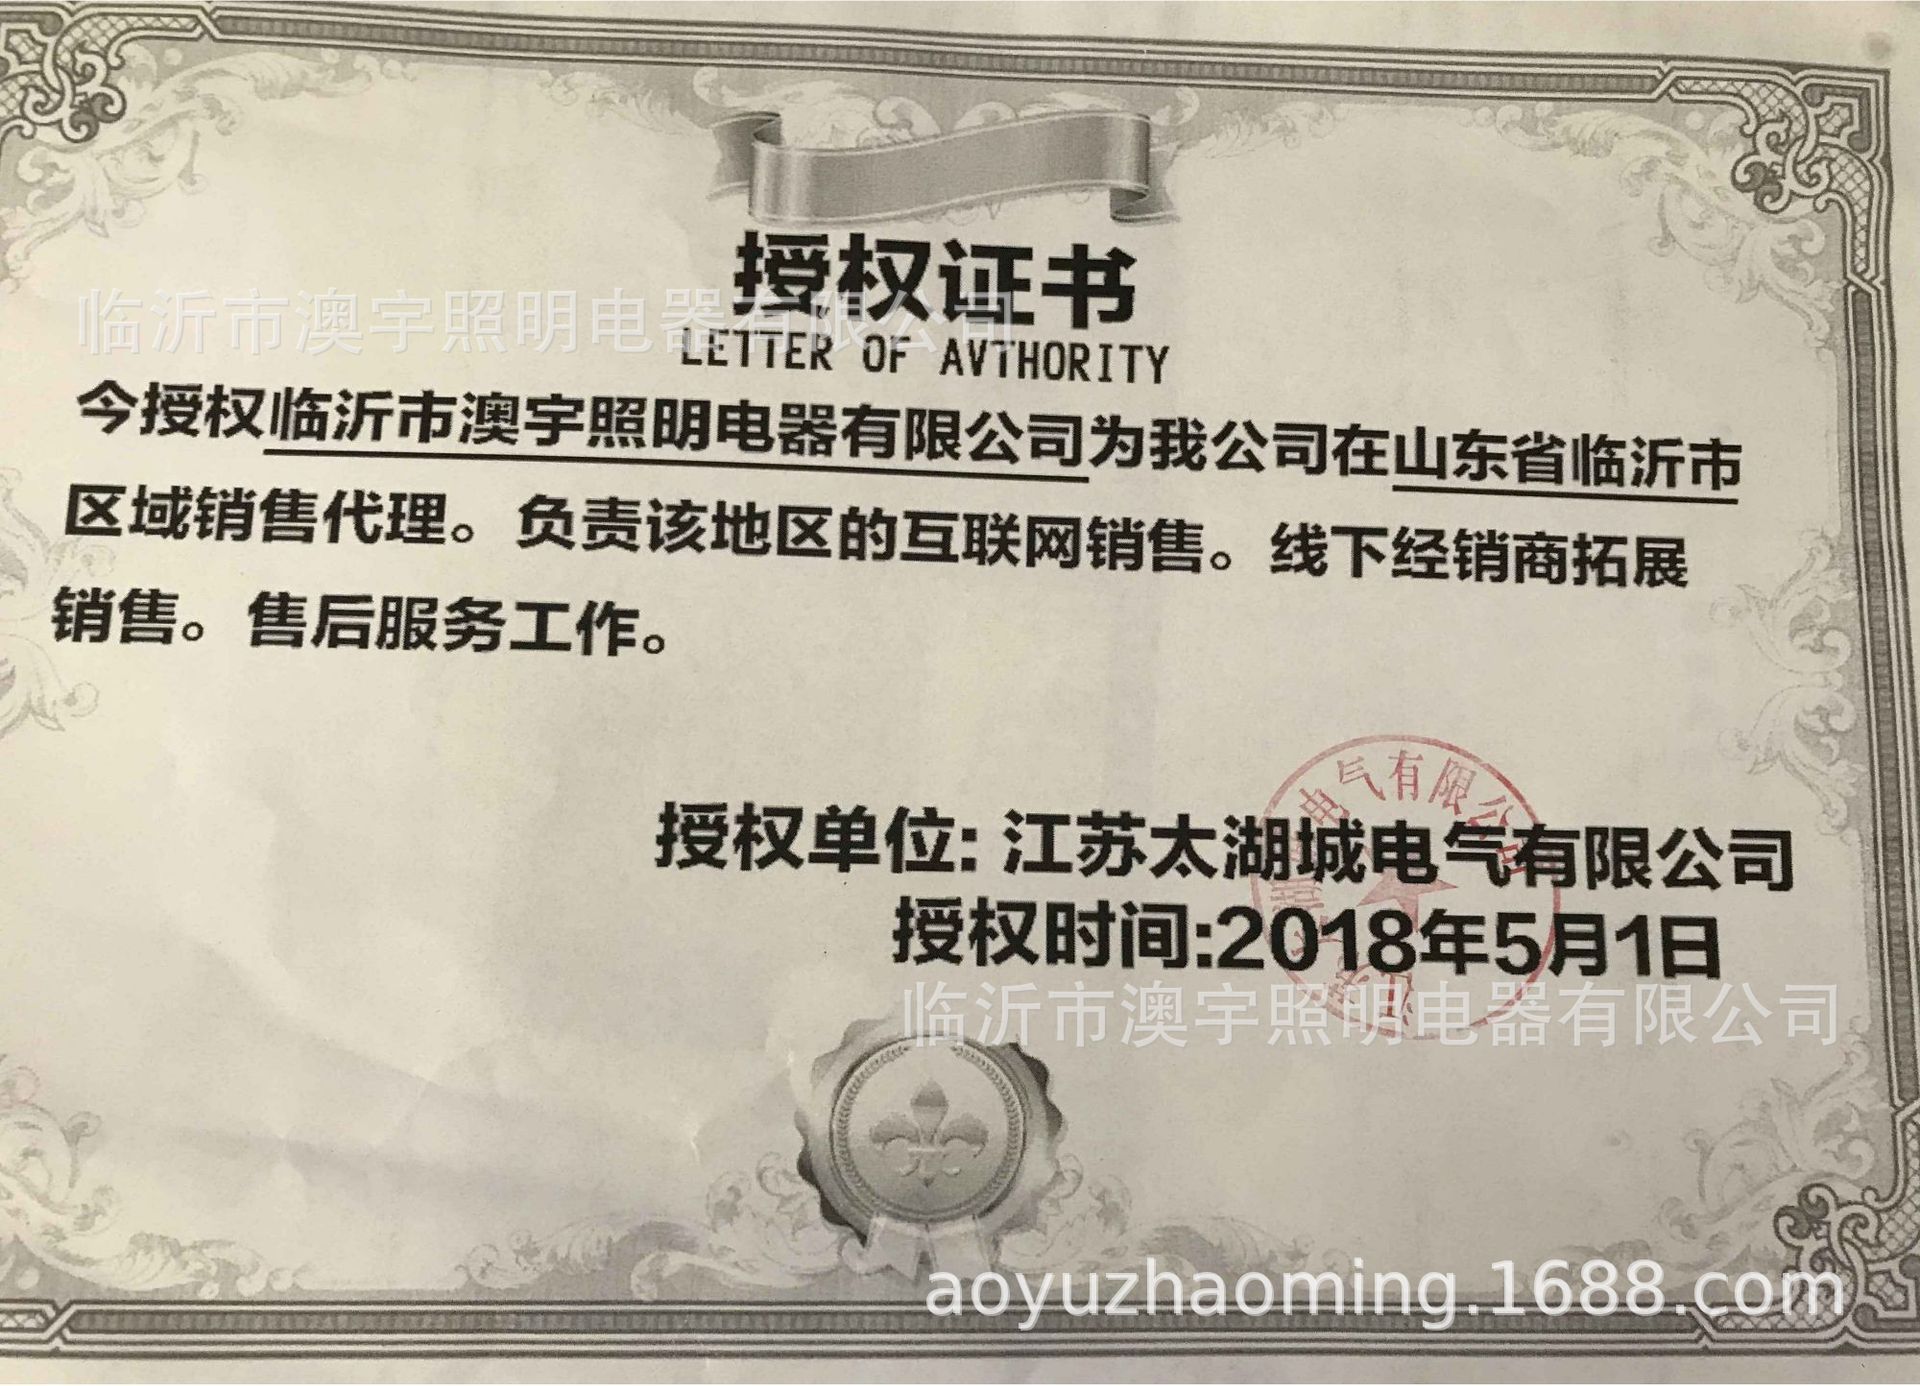 授权证书
临沂市澳宇照明电器有限公司
LETTER OF AVTHORITY
今授权临沂市澳宇照明电器有限公司为我公司在山东省临沂市
区域销售代理。负责该地区的互联网销售。线下经销商拓展
销售。售后服务工作。
电气有限公司
授权单位: 江苏太湖城电气有限公司
授权时间:2018年5月1日
临沂市澳宇照明电器有限公司
aoyuzhaoming.1688.com